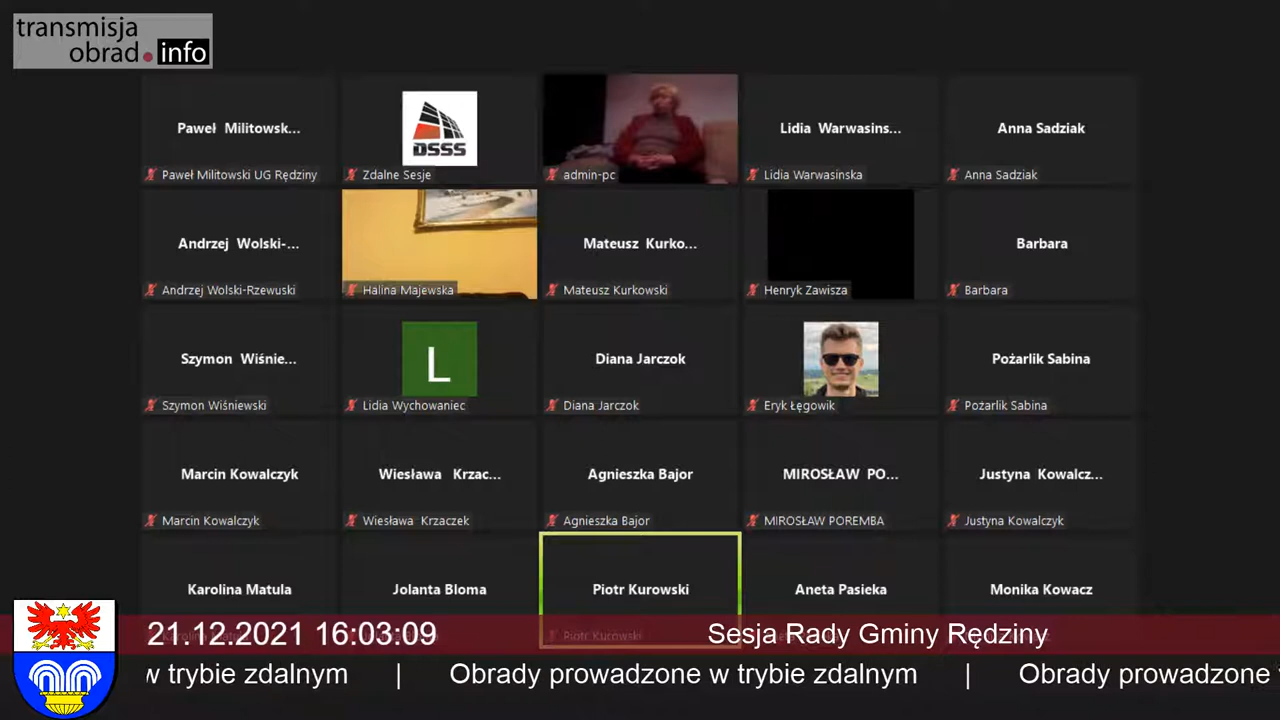 transmisja
obrad.info
Paweł Militowsk...
Paweł Militowski UG Rędziny
DSSS
Zdalne Sesje
admin-pc
Lidia Warwasins...
Lidia Warwasinska
Anna Sadziak
Anna Sadziak
Andrzej Wolski-...
Andrzej Wolski-Rzewuski
Halina Majewska
Mateusz Kurko...
Mateusz Kurkowski
Henryk Zawisza
Barbara
Barbara
Szymon Wiśnie...
Szymon Wiśniewski
L
Lidia Wychowaniec
Diana Jarczok
Diana Jarczok
Eryk Łęgowik
Pożarlik Sabina
Pożarlik Sabina
Marcin Kowalczyk
Marcin Kowalczyk
Wiesława Krzac...
Wiesława Krzaczek
Agnieszka Bajor
Agnieszka Bajor
MIROSŁAW PO...
MIROSŁAW POREMBA
Justyna Kowalcz...
Justyna Kowalczyk
Karolina Matula
Jolanta Bloma
Piotr Kurowski
Piotr Kurowski
Aneta Pasieka
Monika Kowacz
21.12.2021 16:03:09
Sesja Rady Gminy Rędziny
w trybie zdalnym | Obrady prowadzone w trybie zdalnym | Obrady prowadzone